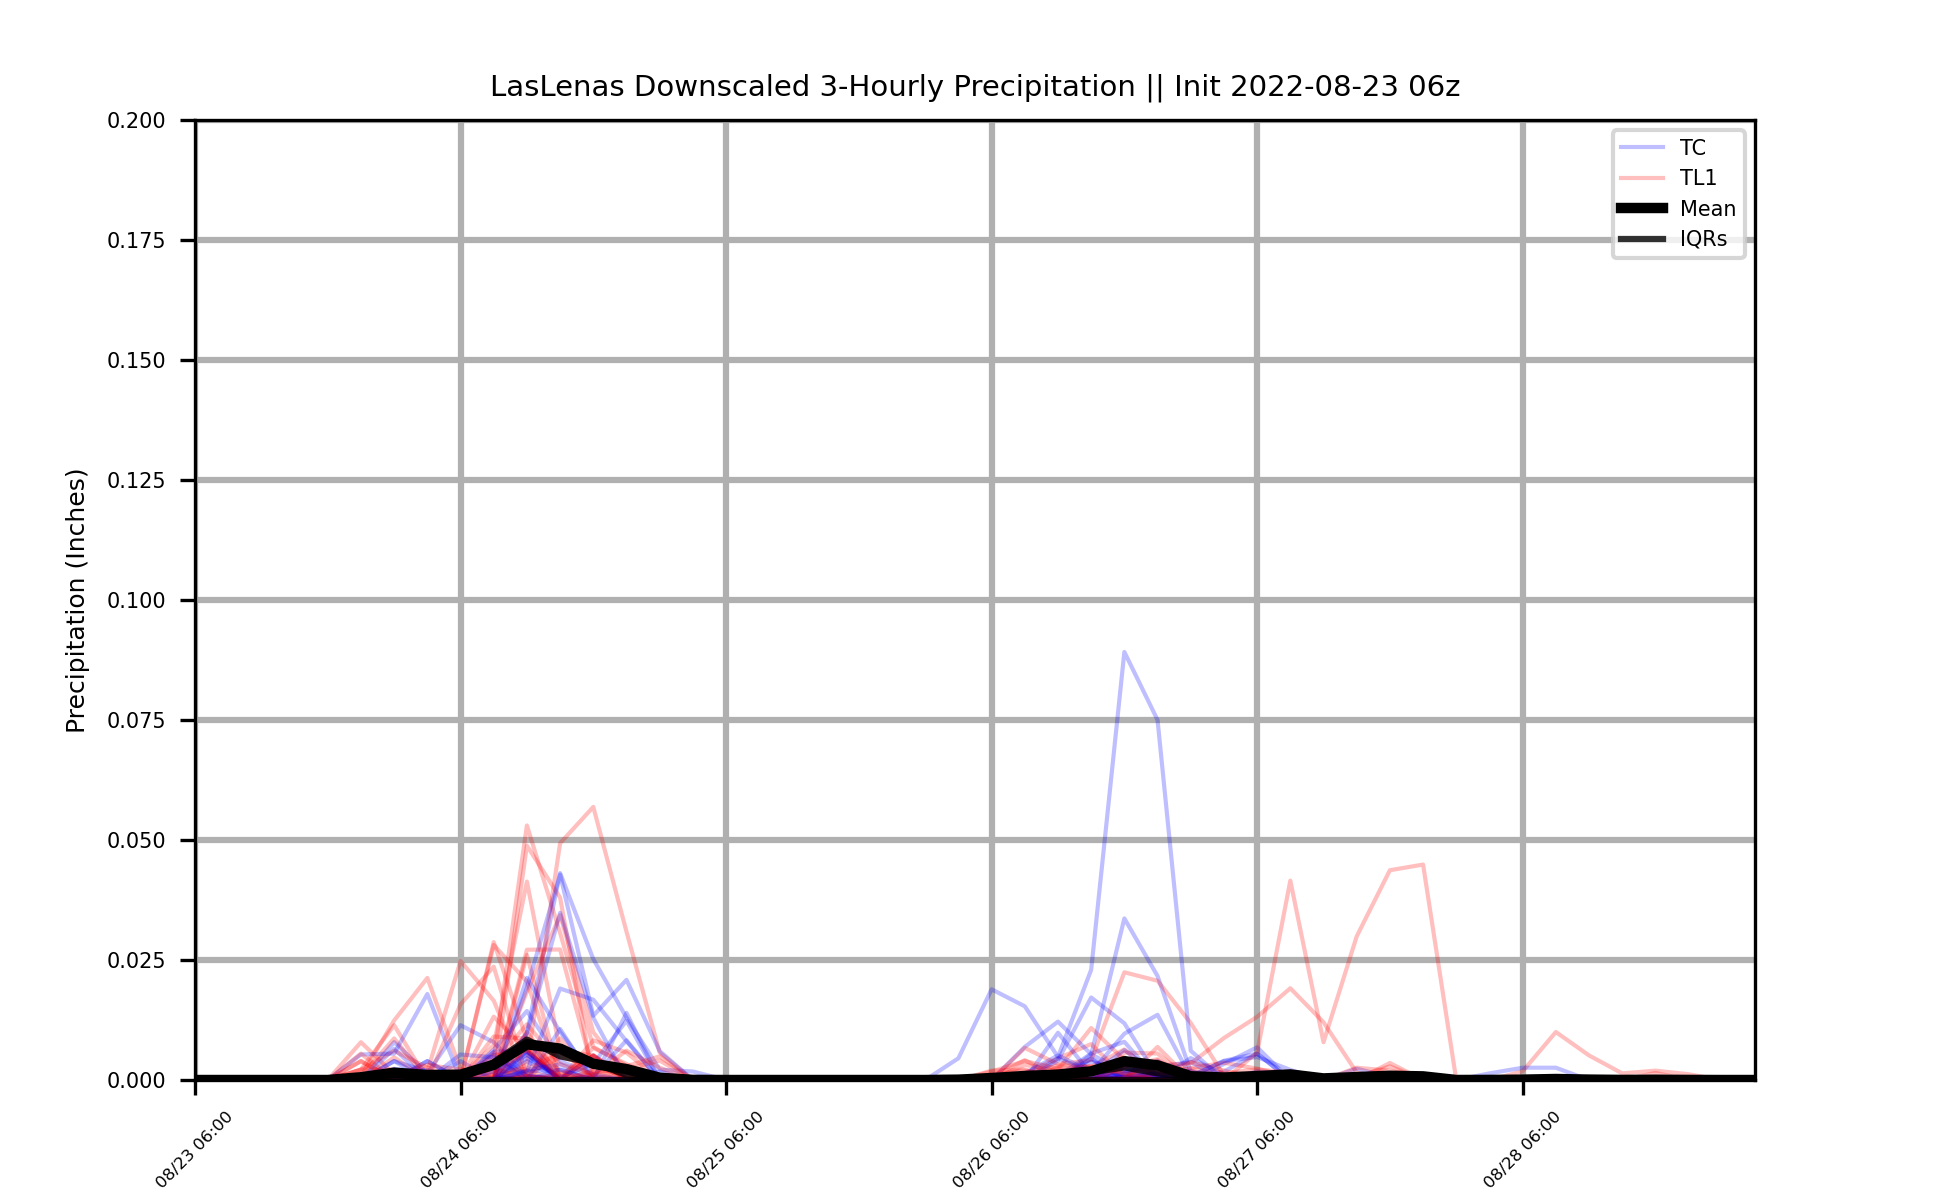 LasLenas Downscaled 3-Hourly Precipitation || Init 2022-08-23 06z
TC
TL1
Mean
IQRs
Precipitation (Inches)
0.200
0.175
0.150
0.125
0.100
0.075
0.050
0.025
0.000
08/23 06:00
08/24 06:00
08/25 06:00
08/26 06:00
08/27 06:00
08/28 06:00